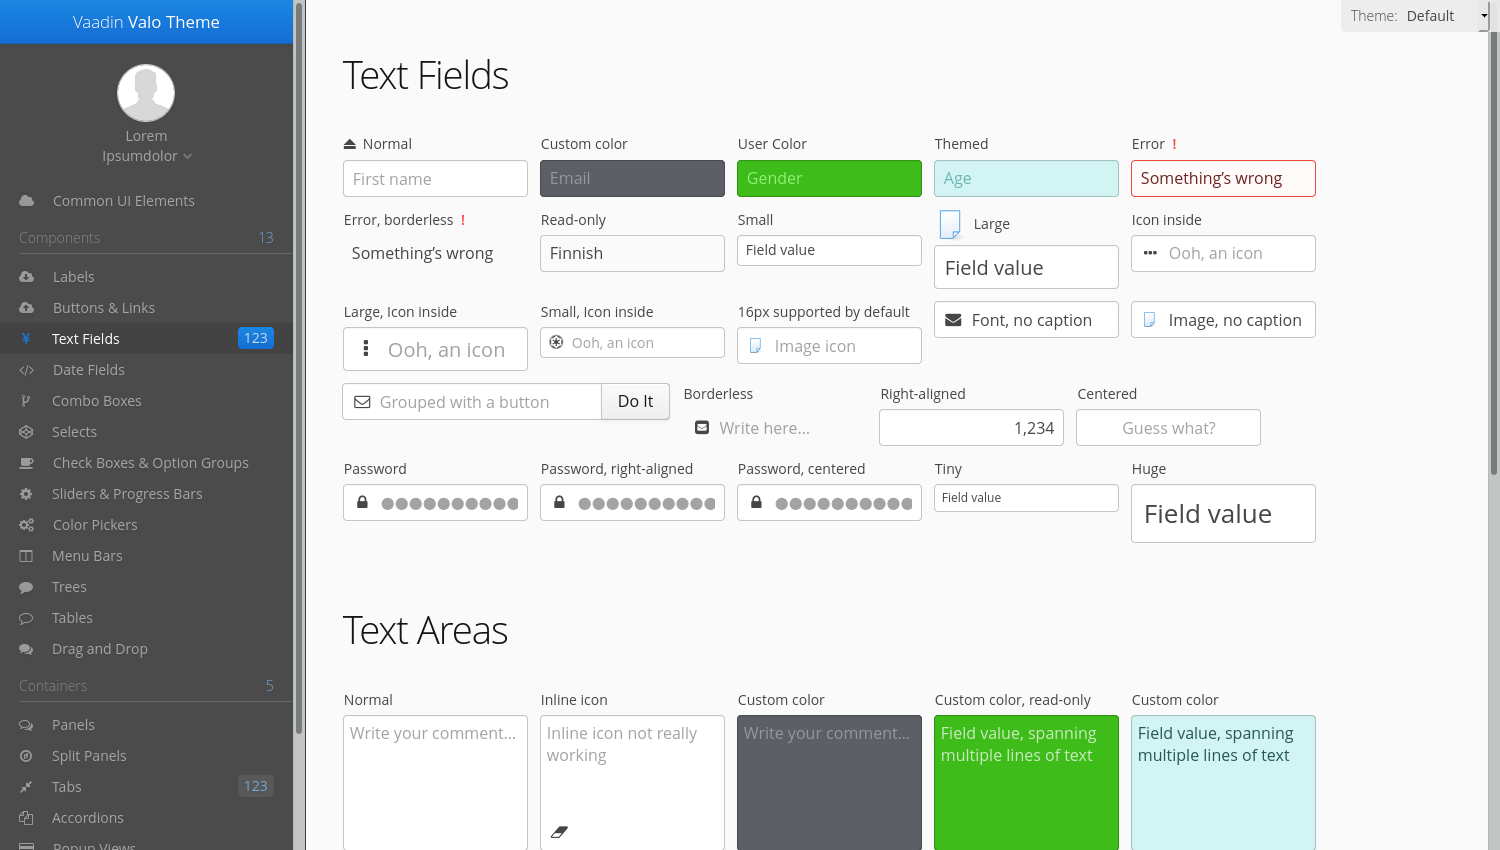 Vaadin Valo Theme
Lorem
Ipsumdolor
Common UI Elements
Components 13
Labels
Buttons & Links
Text Fields 123
Date Fields
Combo Boxes
Selects
Check Boxes & Option Groups
Sliders & Progress Bars
Color Pickers
Menu Bars
Trees
Tables
Drag and Drop
Containers 5
Panels
Split Panels
Tabs 123
Accordions
Popup Views
Theme: Default
Text Fields
Normal Custom color User Color Themed Error !
First name Email Gender Age Something's wrong
Error, borderless ! Read-only Small Large Icon inside
Something's wrong Finnish Field value Field value Ooh, an icon
Large, Icon inside Small, Icon inside 16px supported by default
Ooh, an icon Ooh, an icon Image icon Font, no caption Image, no caption
Borderless Right-aligned Centered
Grouped with a button Do It Write here... 1,234 Guess what?
Password Password, right-aligned Password, centered Tiny Huge
Field value Field value
Text Areas
Normal Inline icon Custom color Custom color, read-only Custom color
Write your comment... Inline icon not really Write your comment... Field value, spanning Field value, spanning
working multiple lines of text multiple lines of text